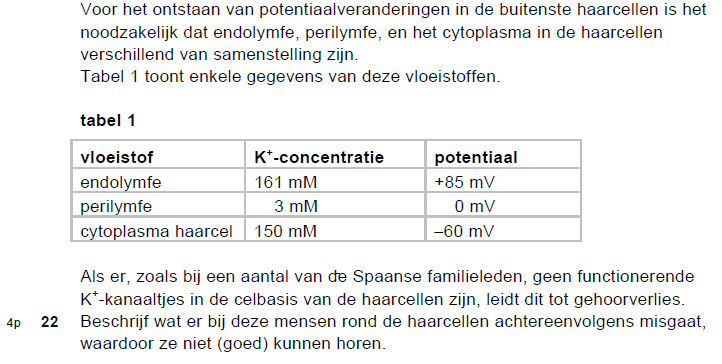 Voor het ontstaan van potentiaalveranderingen in de buitenste haarcellen is het
noodzakelijk dat endolymfe, perilymfe, en het cytoplasma in de haarcellen
verschillend van samenstelling zijn.
Tabel 1 toont enkele gegevens van deze vloeistoffen.
tabel 1
vloeistof K⁺-concentratie potentiaal
endolymfe 161 mM +85 mV
perilymfe 3 mM 0 mV
cytoplasma haarcel 150 mM –60 mV
Als er, zoals bij een aantal van de Spaanse familieleden, geen functionerende
K⁺-kanaaltjes in de celbasis van de haarcellen zijn, leidt dit tot gehoorverlies.
4p 22 Beschrijf wat er bij deze mensen rond de haarcellen achtereenvolgens misgaat,
waardoor ze niet (goed) kunnen horen.